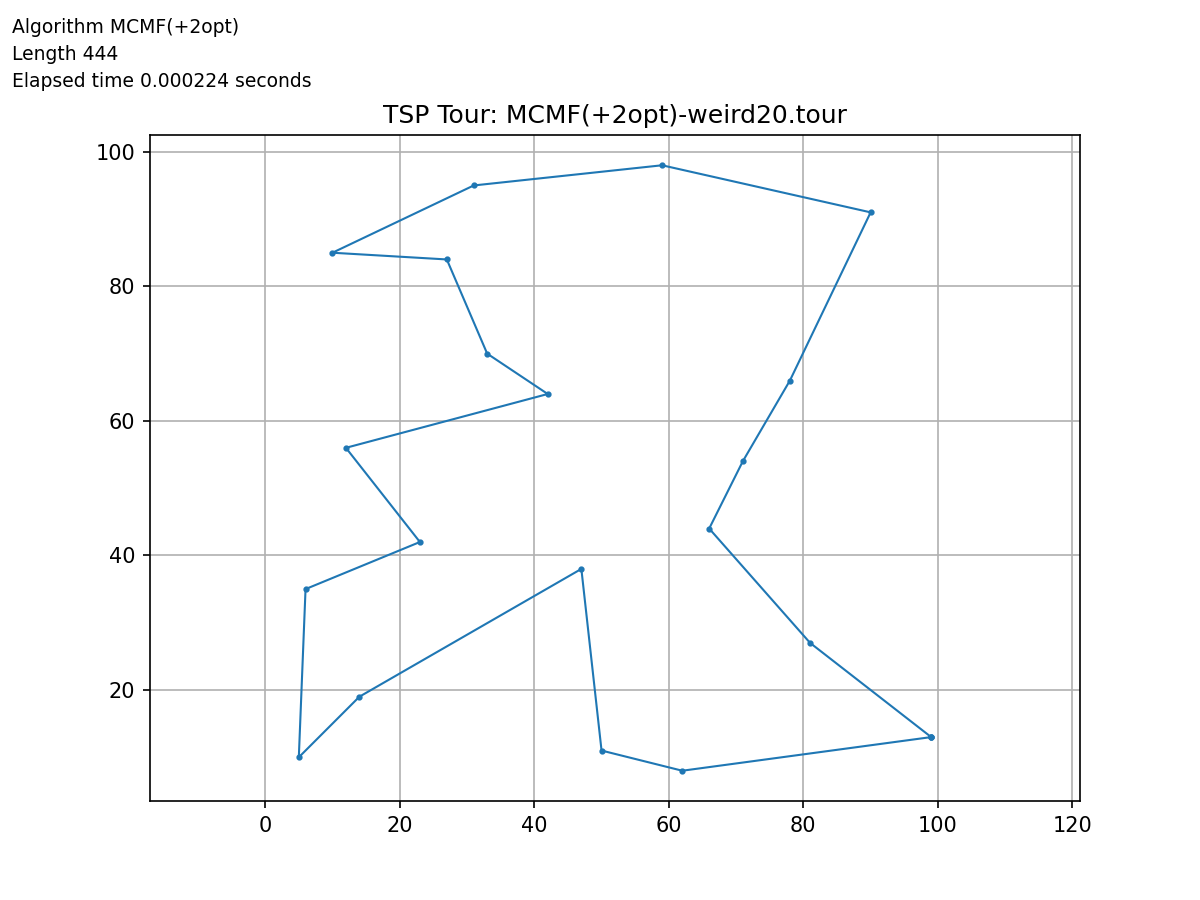 Algorithm MCMF(+2opt)
Length 444
Elapsed time 0.000224 seconds
TSP Tour: MCMF(+2opt)-weird20.tour
100
80
60
40
20
0 20 40 60 80 100 120